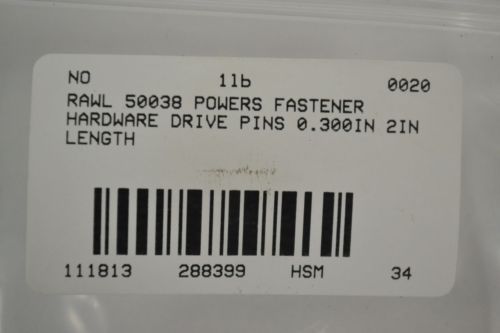 NO 1lb 0020
RAWL 50038 POWERS FASTENER
HARDWARE DRIVE PINS 0.300IN 2IN
LENGTH
111813 288399 HSM 34